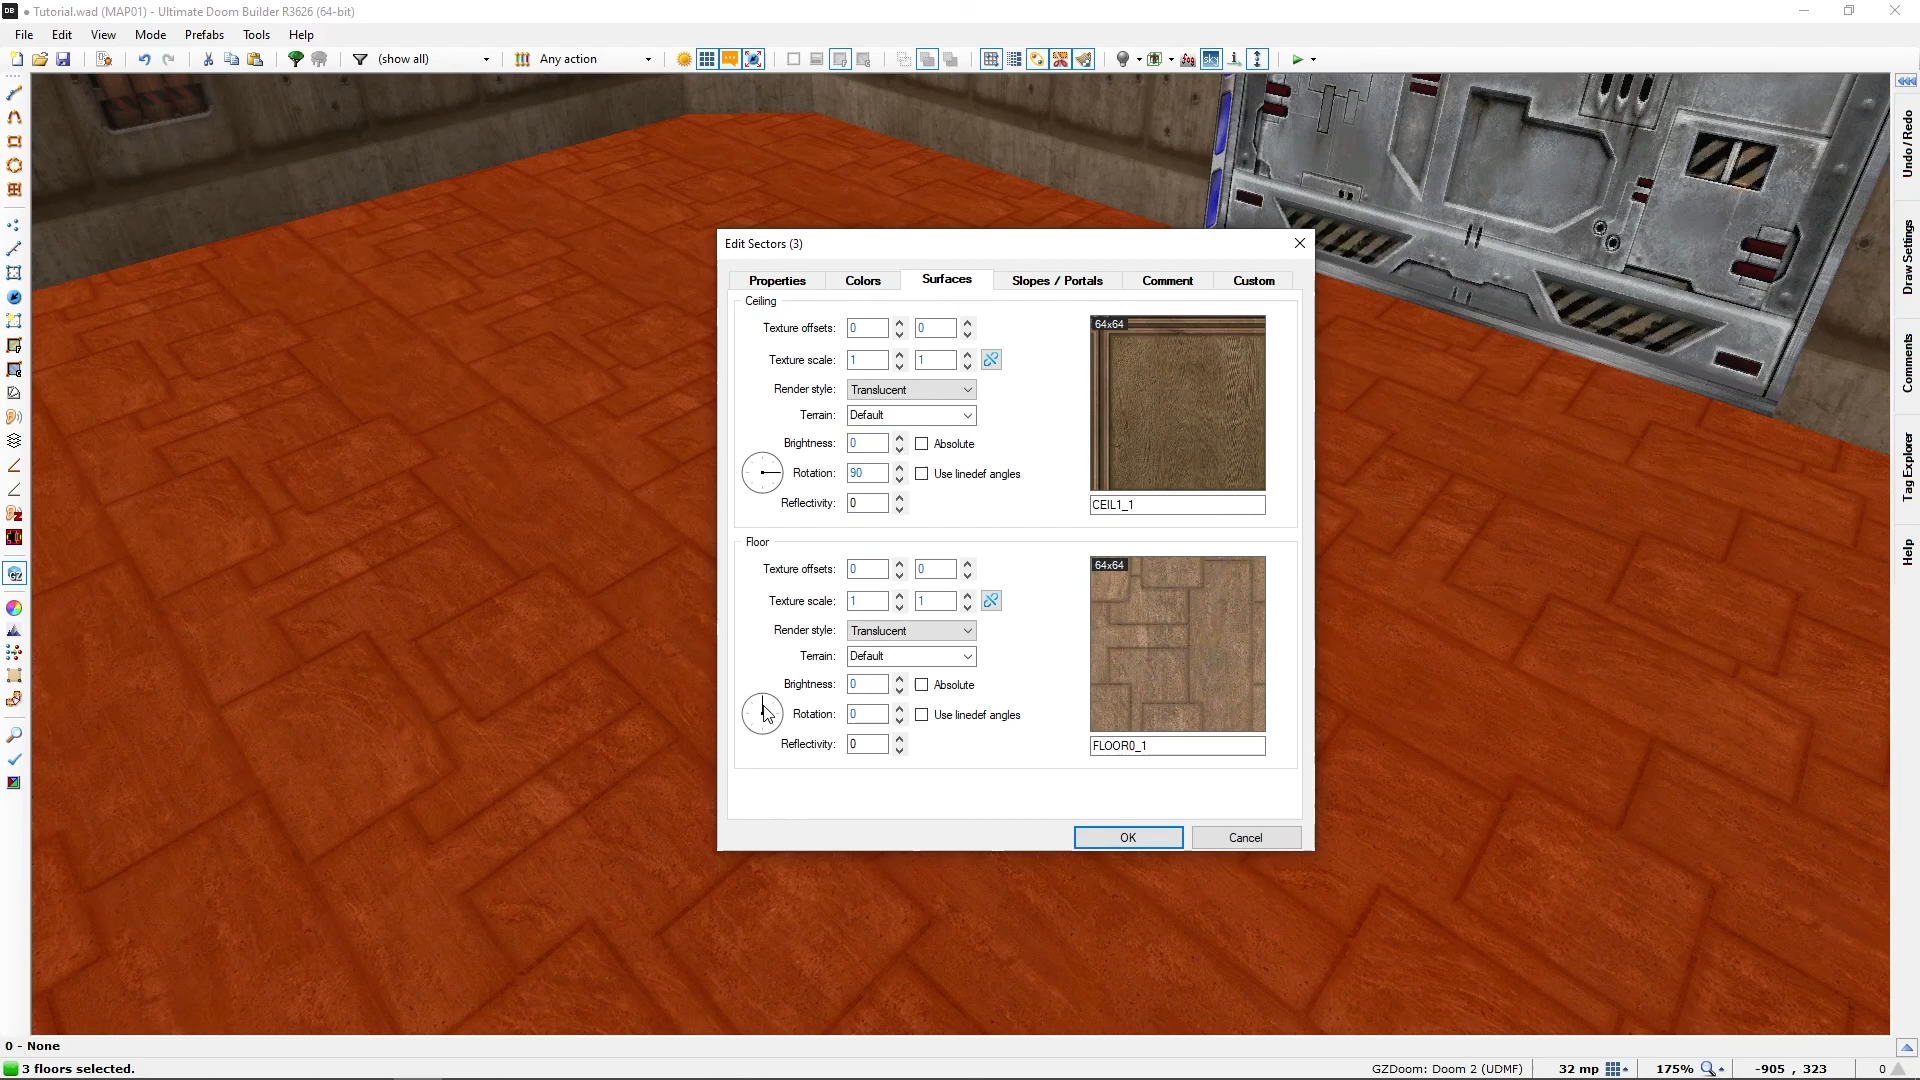 DB • Tutorial.wad (MAP01) - Ultimate Doom Builder R3626 (64-bit)
File Edit View Mode Prefabs Tools Help
(show all) Any action
Edit Sectors (3)
Properties Colors Surfaces Slopes / Portals Comment Custom
Ceiling
Texture offsets: 0 0
64x64
Texture scale: 1 1
Render style: Translucent
Terrain: Default
Brightness: 0 Absolute
Rotation: 90 Use linedef angles
Reflectivity: 0
CEIL1_1
Floor
Texture offsets: 0 0
64x64
Texture scale: 1 1
Render style: Translucent
Terrain: Default
Brightness: 0 Absolute
Rotation: 0 Use linedef angles
Reflectivity: 0
FLOOR0_1
OK Cancel
Undo / Redo
Draw Settings
Comments
Tag Explorer
Help
0 - None
3 floors selected. GZDoom: Doom 2 (UDMF) 32 mp 175% -905 , 323 0